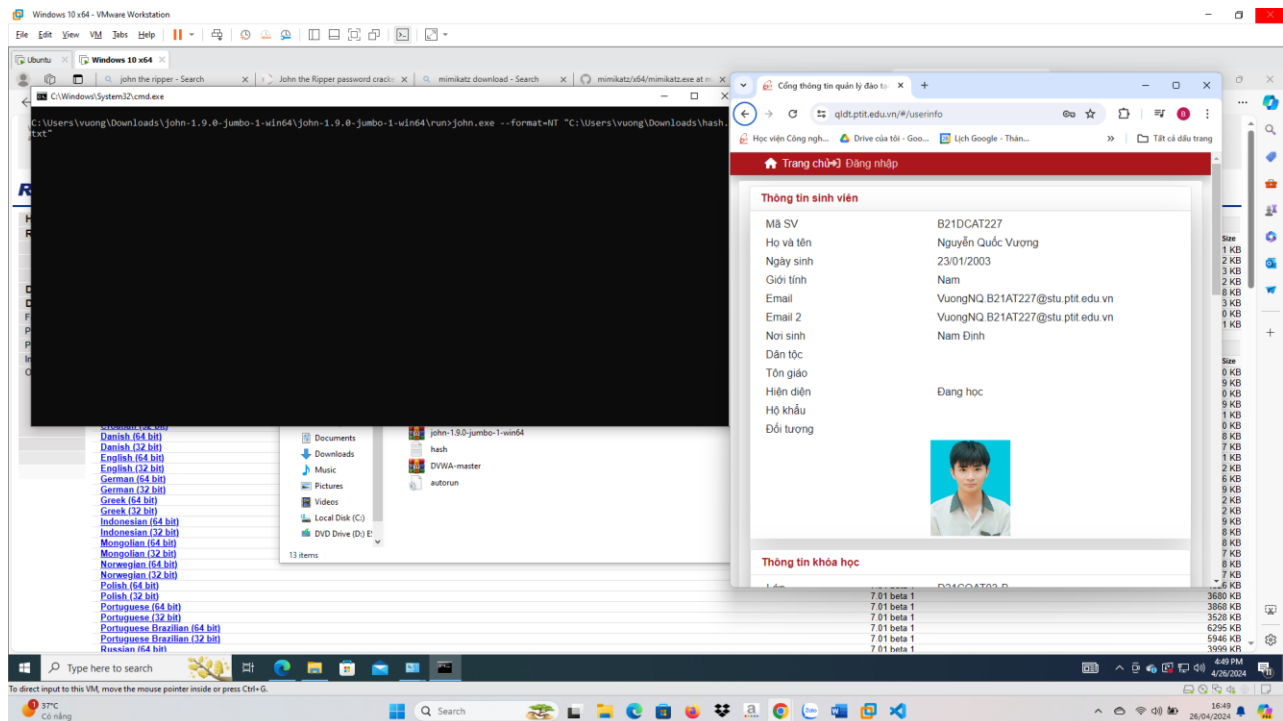 Windows 10 x64 - VMware Workstation
File Edit View VM Tabs Help
Ubuntu Windows 10 x64
john the ripper - Search John the Ripper password cracke mimikatz download - Search mimikatz/x64/mimikatz.exe at m
C:\Windows\System32\cmd.exe
C:\Users\vuong\Downloads\john-1.9.0-jumbo-1-win64\john-1.9.0-jumbo-1-win64\run>john.exe --format=NT "C:\Users\vuong\Downloads\hash.
txt"
Cổng thông tin quản lý đào tạ
qldt.ptit.edu.vn/#/userinfo
Học viện Công ngh... Drive của tôi - Goo... Lịch Google - Thán... Tất cả dấu trang
Trang chủ Đăng nhập
Thông tin sinh viên
Mã SV B21DCAT227
Họ và tên Nguyễn Quốc Vượng
Ngày sinh 23/01/2003
Giới tính Nam
Email VuongNQ.B21AT227@stu.ptit.edu.vn
Email 2 VuongNQ.B21AT227@stu.ptit.edu.vn
Nơi sinh Nam Định
Dân tộc
Tôn giáo
Hiện diện Đang học
Hộ khẩu
Đối tượng
Thông tin khóa học
Size
Size
Documents
Downloads
Music
Pictures
Videos
Local Disk (C:)
DVD Drive (D:)
john-1.9.0-jumbo-1-win64
hash
DVWA-master
autorun
13 items
Danish (64 bit)
Danish (32 bit)
English (64 bit)
English (32 bit)
German (64 bit)
German (32 bit)
Greek (64 bit)
Greek (32 bit)
Indonesian (64 bit)
Indonesian (32 bit)
Mongolian (64 bit)
Mongolian (32 bit)
Norwegian (64 bit)
Norwegian (32 bit)
Polish (64 bit)
Polish (32 bit) 7.01 beta 1 3680 KB
Portuguese (64 bit) 7.01 beta 1 3868 KB
Portuguese (32 bit) 7.01 beta 1 3528 KB
Portuguese Brazilian (64 bit) 7.01 beta 1 6295 KB
Portuguese Brazilian (32 bit) 7.01 beta 1 5946 KB
Russian (64 bit) 7.01 beta 1 3999 KB
Type here to search
4:49 PM
4/26/2024
To direct input to this VM, move the mouse pointer inside or press Ctrl+G.
37°C
Có nắng
Search
16:49
26/04/2024